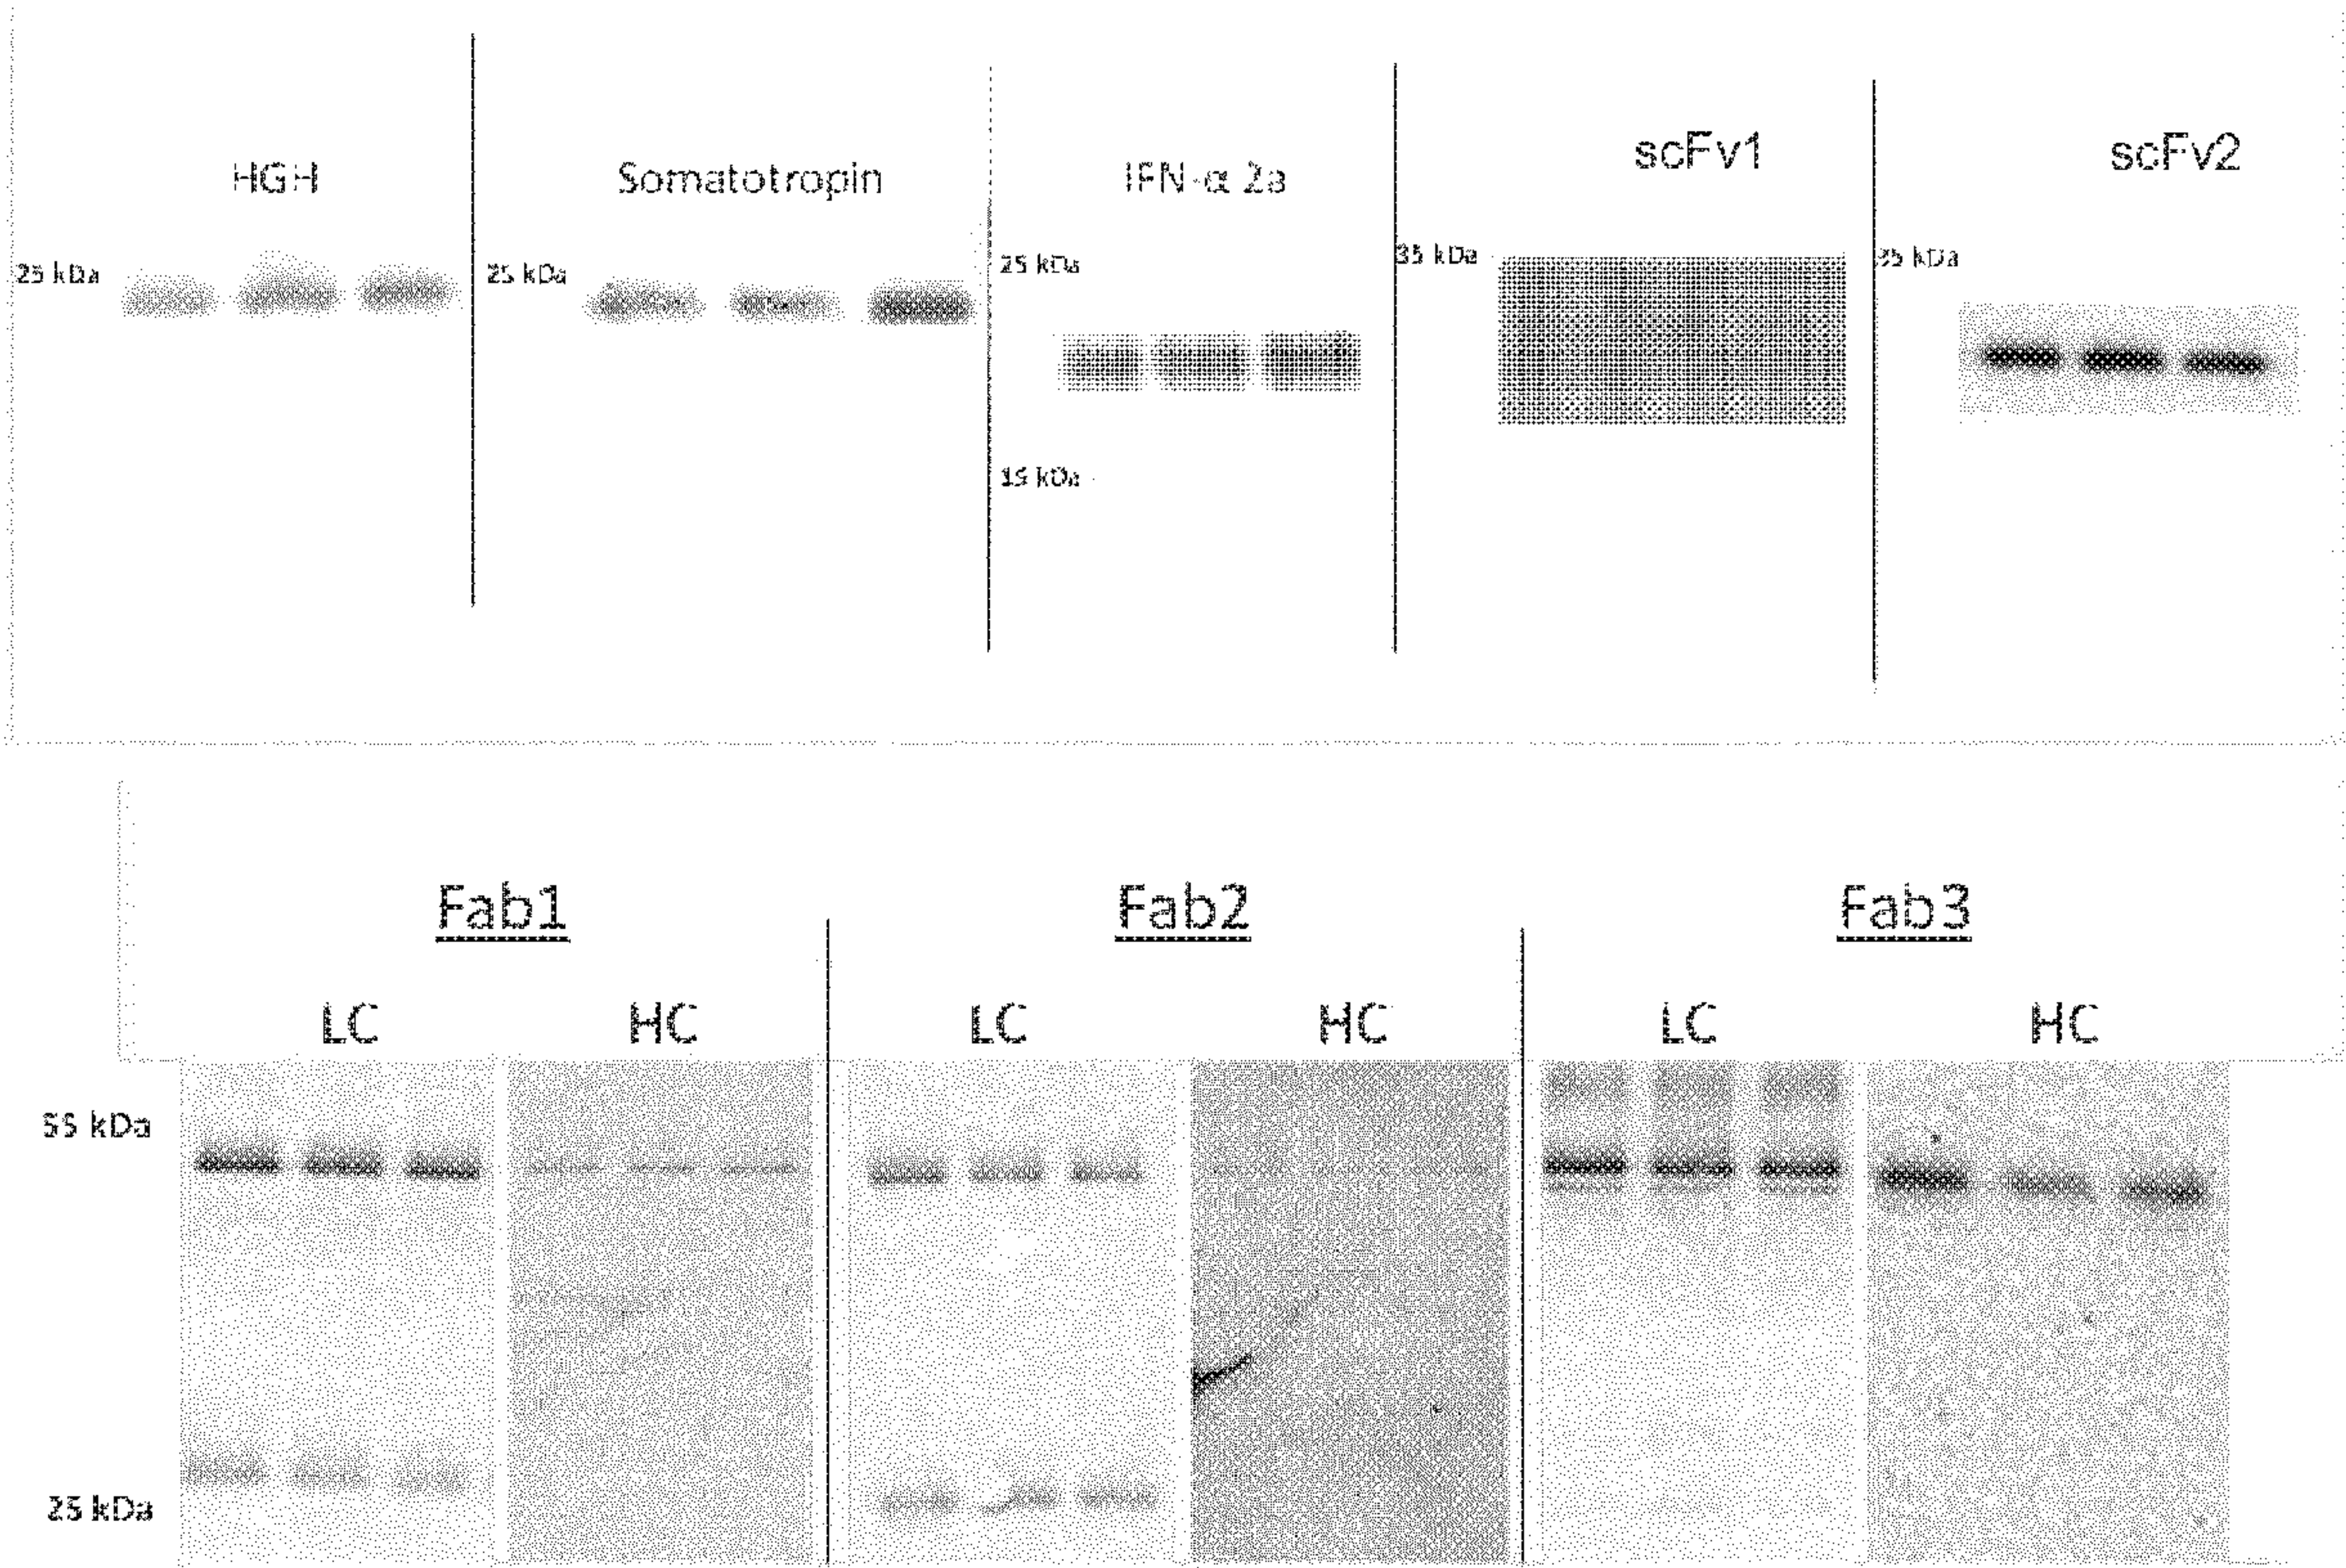 HGH
Somatotropin
IFN-α 2a
scFv1
scFv2
25 kDa
25 kDa
25 kDa
35 kDa
35 kDa
15 kDa
Fab1
Fab2
Fab3
LC
HC
LC
HC
LC
HC
55 kDa
25 kDa